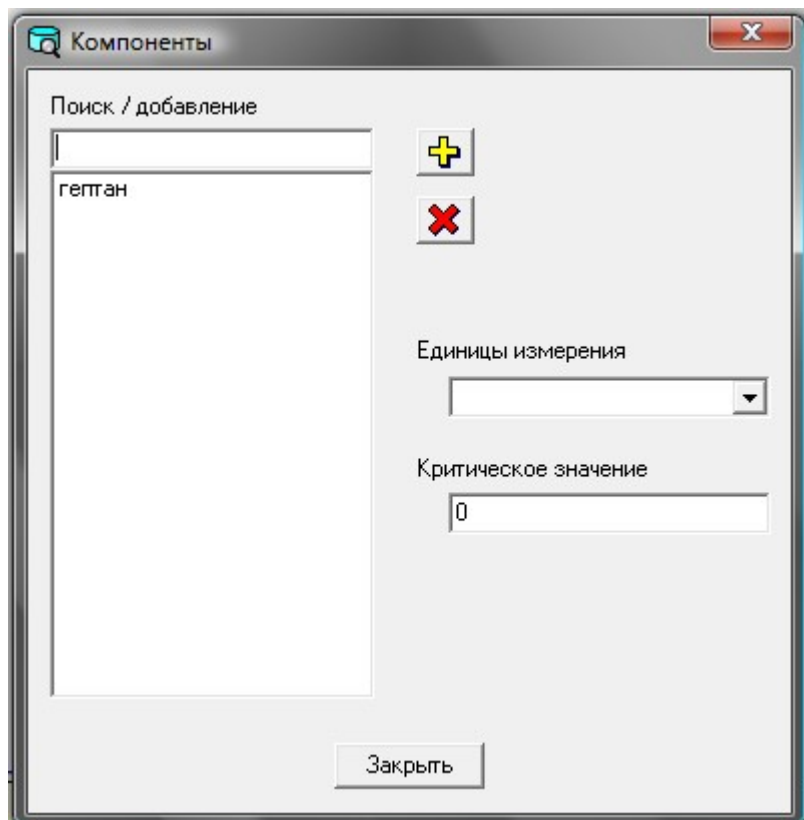 Компоненты
Поиск / добавление
гептан
Единицы измерения
Критическое значение
0
Закрыть